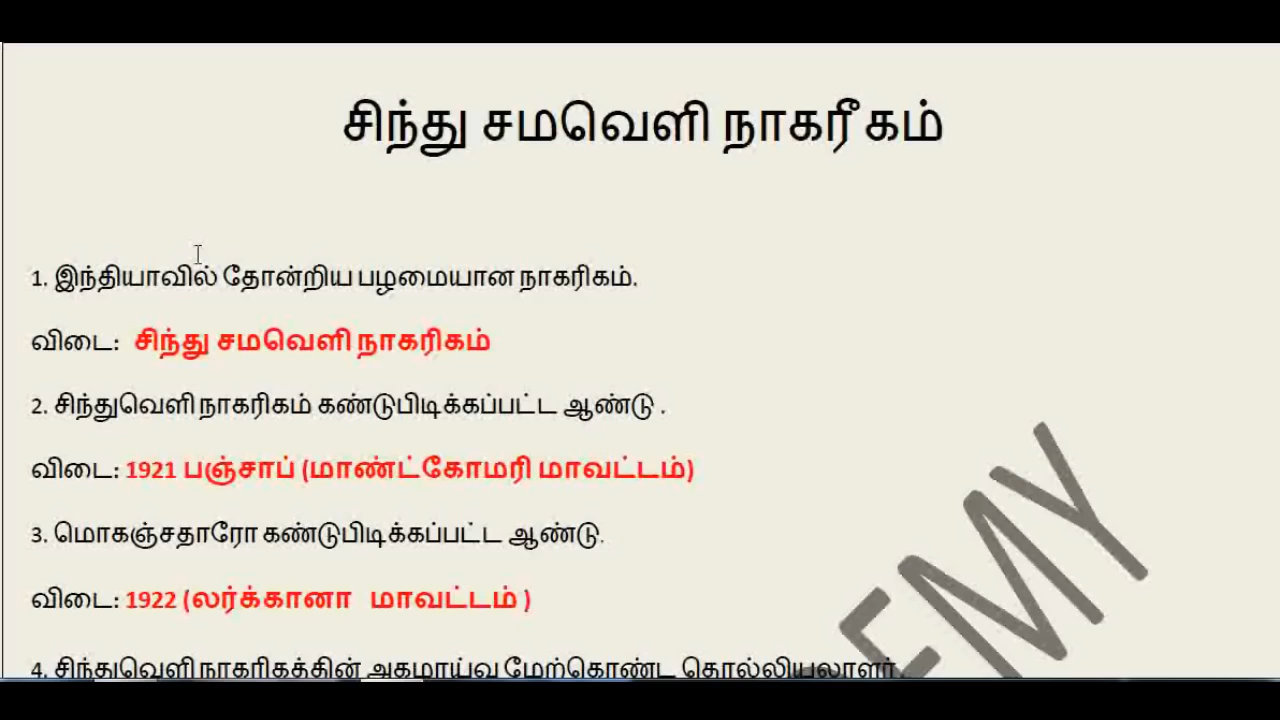 சிந்து சமவெளி நாகரீகம்
1. இந்தியாவில் தோன்றிய பழமையான நாகரிகம்.
விடை: சிந்து சமவெளி நாகரிகம்
2. சிந்துவெளி நாகரிகம் கண்டுபிடிக்கப்பட்ட ஆண்டு .
விடை: 1921 பஞ்சாப் (மாண்ட்கோமரி மாவட்டம்)
3. மொகஞ்சதாரோ கண்டுபிடிக்கப்பட்ட ஆண்டு.
விடை: 1922 (லர்க்கானா மாவட்டம் )
4. சிந்துவெளி நாகரிகத்தின் அகழாய்வு மேற்கொண்ட தொல்லியலாளர் .
EMY